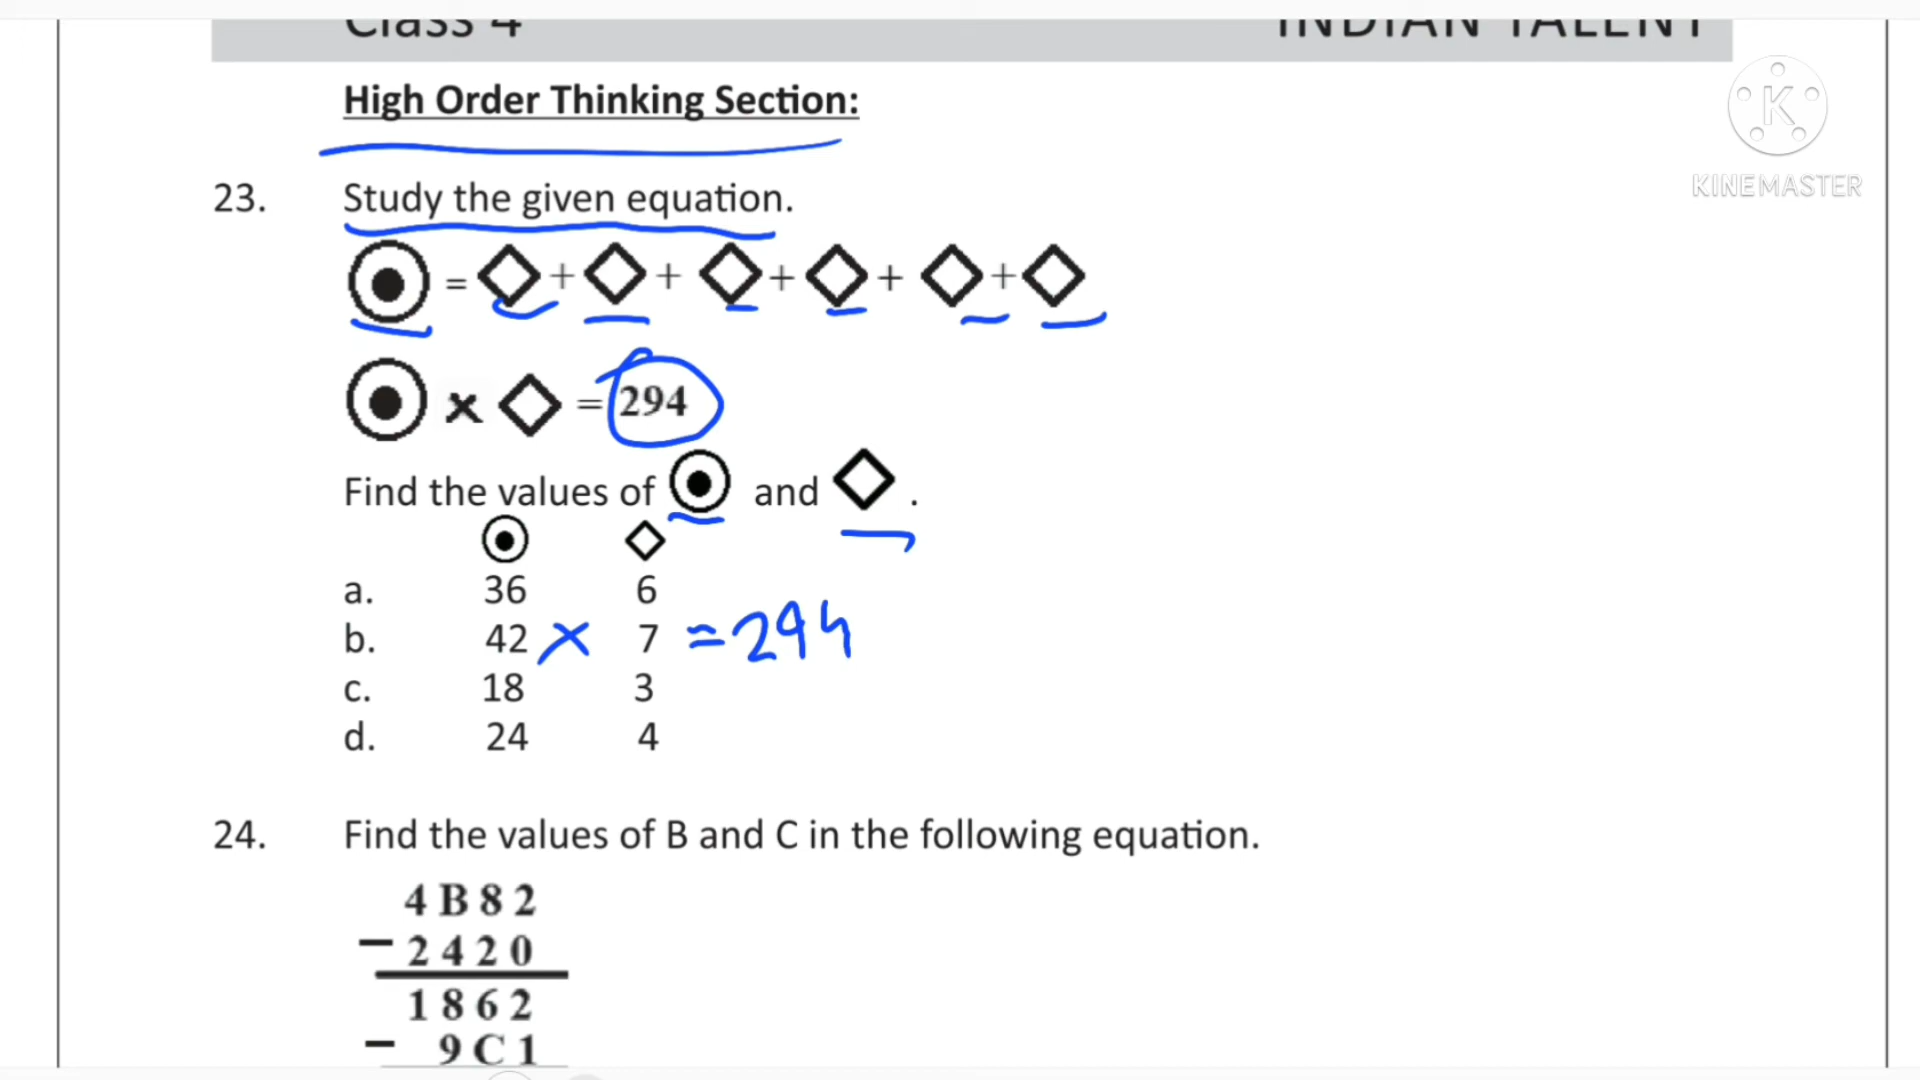 Class 4 INDIAN TALENT
High Order Thinking Section:
K
KINEMASTER
23. Study the given equation.
= + + + + +
x = 294
Find the values of and .
a. 36 6
b. 42 × 7 = 294
c. 18 3
d. 24 4
24. Find the values of B and C in the following equation.
4 B 8 2
− 2 4 2 0
1 8 6 2
− 9 C 1